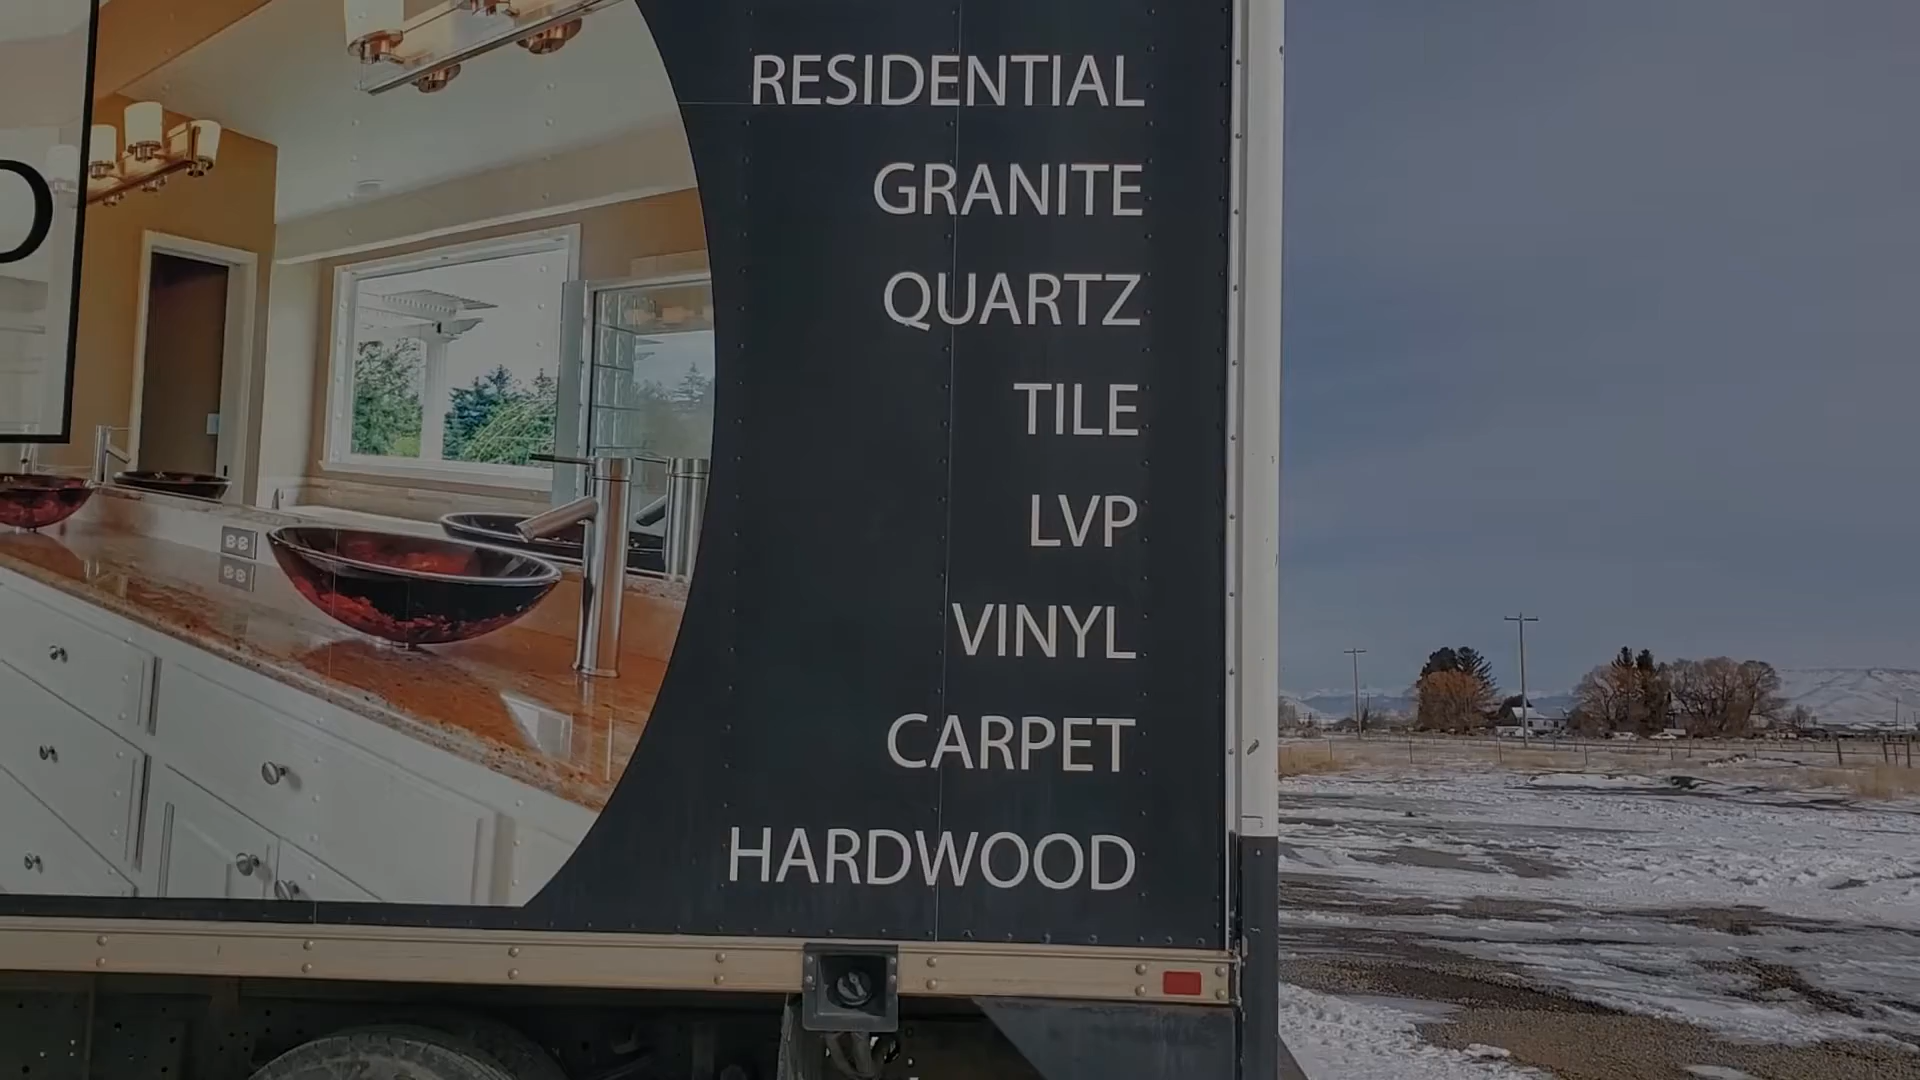 RESIDENTIAL
GRANITE
QUARTZ
TILE
LVP
VINYL
CARPET
HARDWOOD